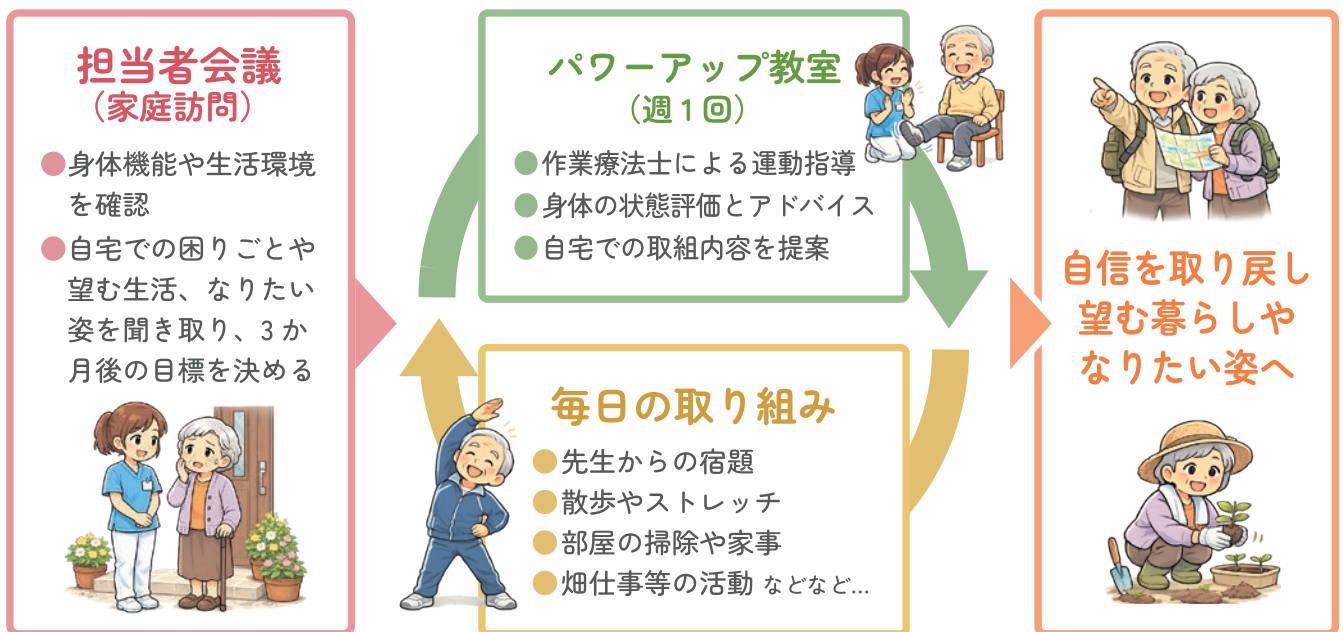 担当者会議
（家庭訪問）
●身体機能や生活環境
を確認
●自宅での困りごとや
望む生活、なりたい
姿を聞き取り、3か
月後の目標を決める
パワーアップ教室
（週1回）
●作業療法士による運動指導
●身体の状態評価とアドバイス
●自宅での取組内容を提案
毎日の取り組み
●先生からの宿題
●散歩やストレッチ
●部屋の掃除や家事
●畑仕事等の活動 などなど…
自信を取り戻し
望む暮らしや
なりたい姿へ